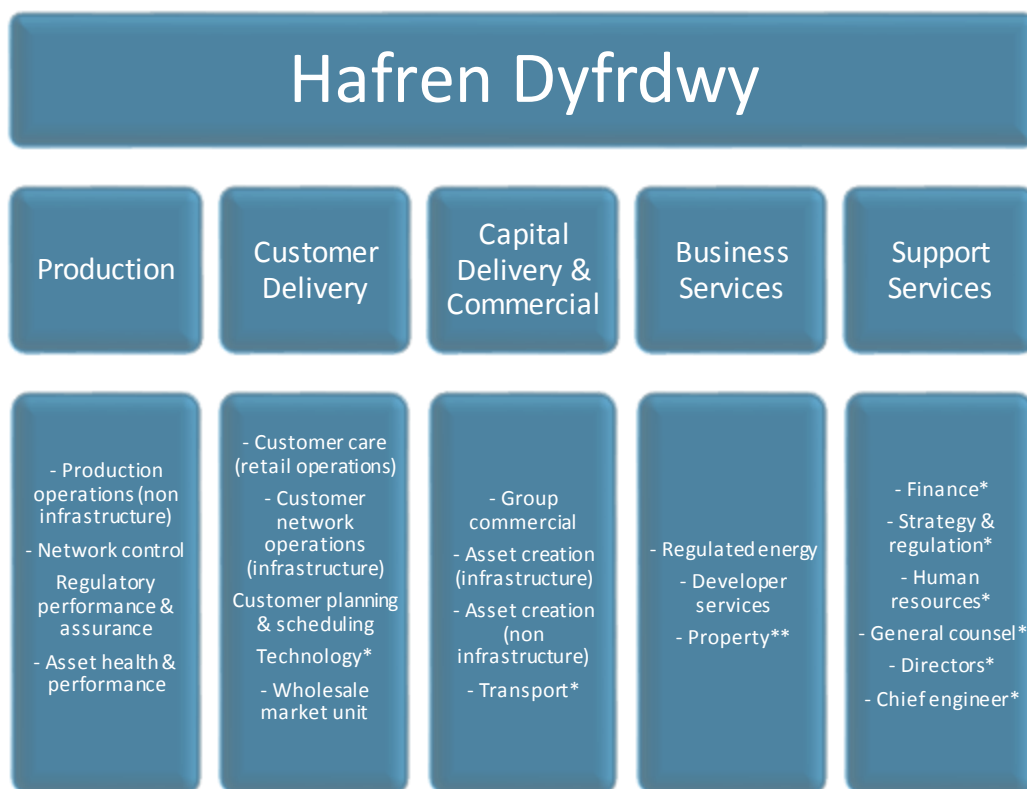 Hafren Dyfrdwy
Production
Customer
Delivery
Capital
Delivery &
Commercial
Business
Services
Support
Services
- Production
operations (non
infrastructure)
- Network control
Regulatory
performance &
assurance
- Asset health &
performance
- Customer care
(retail operations)
- Customer
network
operations
(infrastructure)
Customer planning
& scheduling
Technology*
- Wholesale
market unit
- Group
commercial
- Asset creation
(infrastructure)
- Asset creation
(non
infrastructure)
- Transport*
- Regulated energy
- Developer
services
- Property**
- Finance*
- Strategy &
regulation*
- Human
resources*
- General counsel*
- Directors*
- Chief engineer*